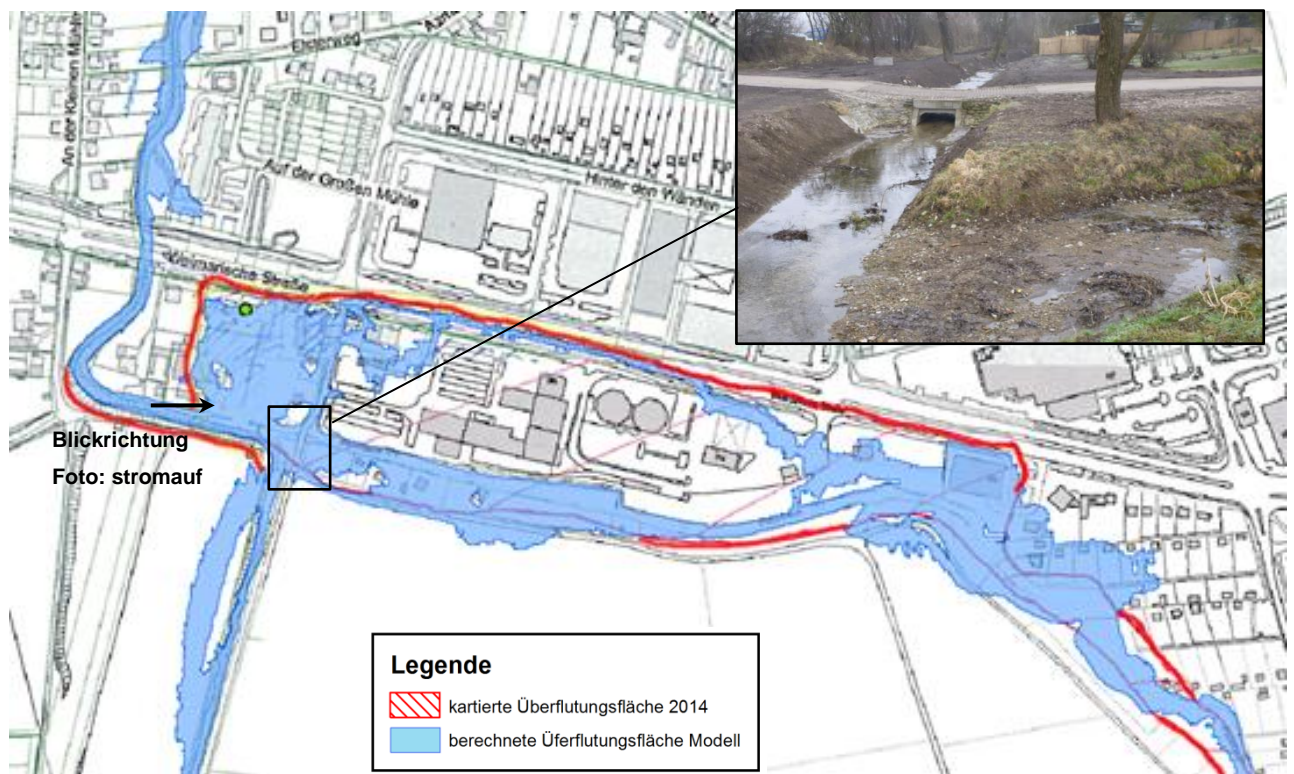 Elsterweg
An der Kleinen Mühle
Auf der Großen Mühle
Hinter den Wänden
Weimarische Straße
Blickrichtung
Foto: stromauf
Legende
kartierte Überflutungsfläche 2014
berechnete Üferflutungsfläche Modell